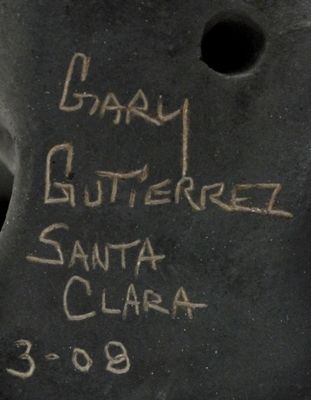 GARY
GUTIERREZ
SANTA
CLARA
3-08